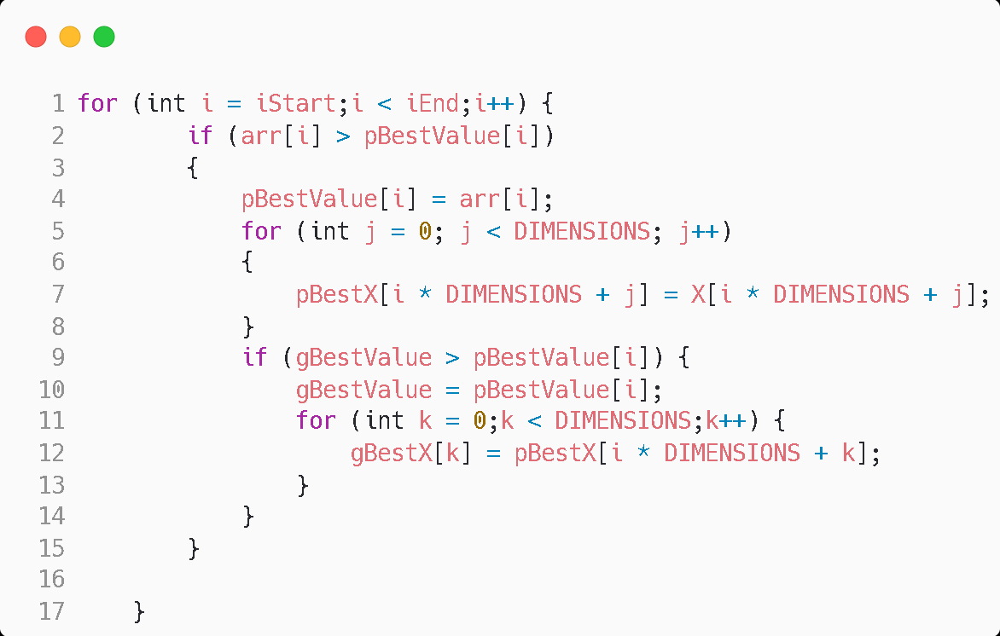 1 for (int i = iStart;i < iEnd;i++) {
2         if (arr[i] > pBestValue[i])
3         {
4             pBestValue[i] = arr[i];
5             for (int j = 0; j < DIMENSIONS; j++)
6             {
7                 pBestX[i * DIMENSIONS + j] = X[i * DIMENSIONS + j];
8             }
9             if (gBestValue > pBestValue[i]) {
10                 gBestValue = pBestValue[i];
11                 for (int k = 0;k < DIMENSIONS;k++) {
12                     gBestX[k] = pBestX[i * DIMENSIONS + k];
13                 }
14             }
15         }
16
17     }